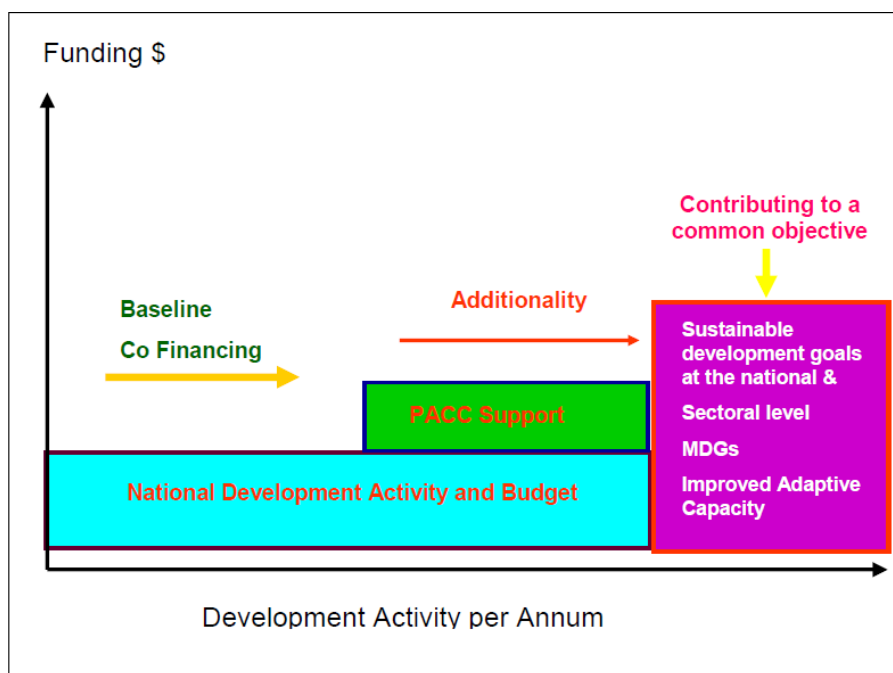 Funding $
Contributing to a
common objective
Baseline
Co Financing
Additionality
Sustainable
development goals
at the national &
Sectoral level
MDGs
Improved Adaptive
Capacity
PACC Support
National Development Activity and Budget
Development Activity per Annum